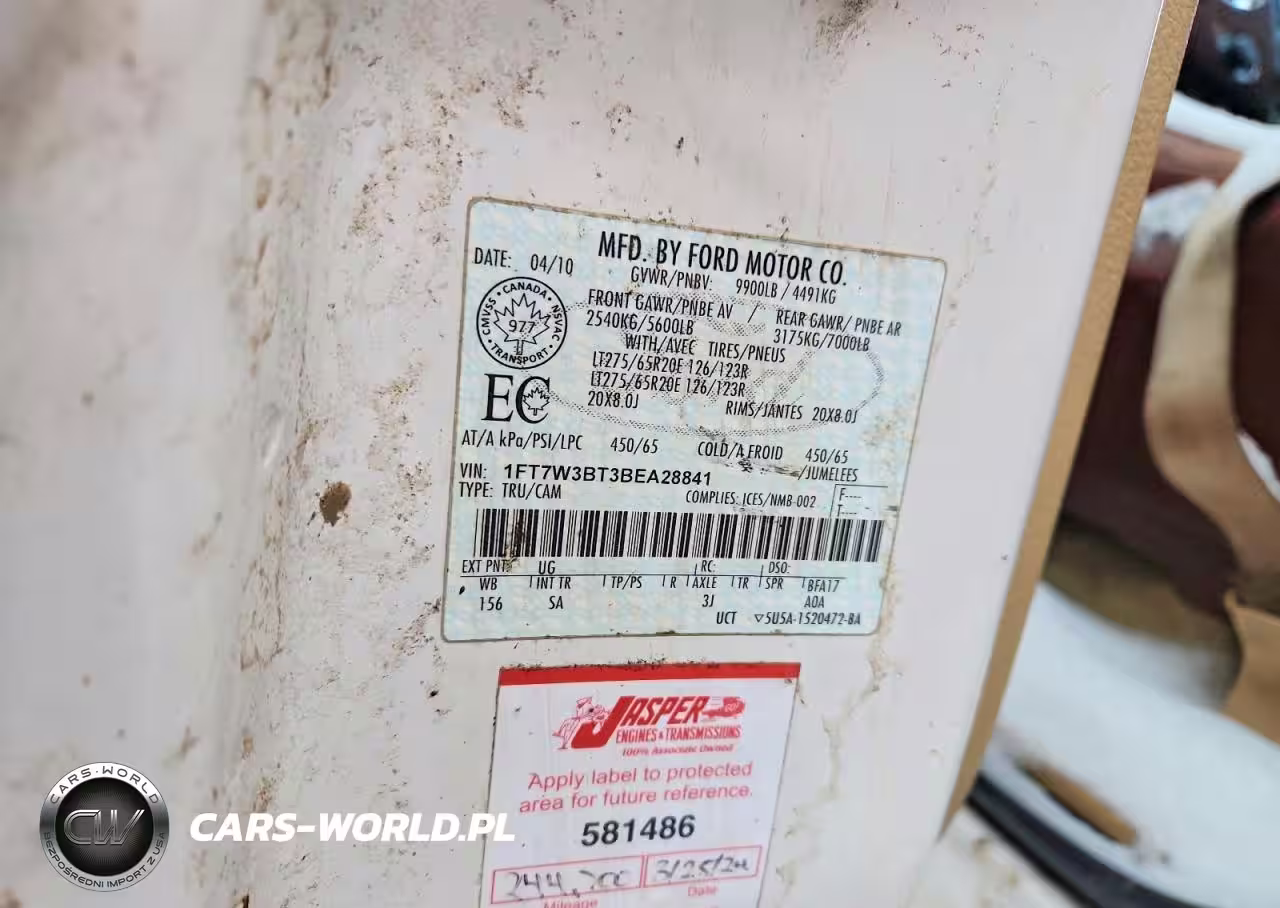 MFD. BY FORD MOTOR CO.
DATE: 04/10
GVWR/PNBV: 9900LB / 4491KG
FRONT GAWR/PNBE AV / REAR GAWR/ PNBE AR
2540KG/5600LB 3175KG/7000LB
WITH/AVEC TIRES/PNEUS
LT275/65R20E 126/123R
LT275/65R20E 126/123R
20X8.0J RIMS/JANTES 20X8.0J
CMVSS • CANADA • NSVAC • TRANSPORT •
977
EC
AT/A kPa/PSI/LPC 450/65 COLD/A FROID 450/65
/JUMELEES
VIN: 1FT7W3BT3BEA28841
TYPE: TRU/CAM COMPLIES: ICES/NMB-002 F----
T----
EXT PNT: UG RC: DSO:
WB INT TR TP/PS R AXLE TR SPR BFA17
156 SA 3J A0A
UCT ▽5U5A-1520472-BA
JASPER
ENGINES & TRANSMISSIONS
100% Associate Owned
Apply label to protected
area for future reference.
581486
Mileage Date
CARS-WORLD
CW
BEZPOŚREDNI IMPORT Z USA
CARS-WORLD.PL